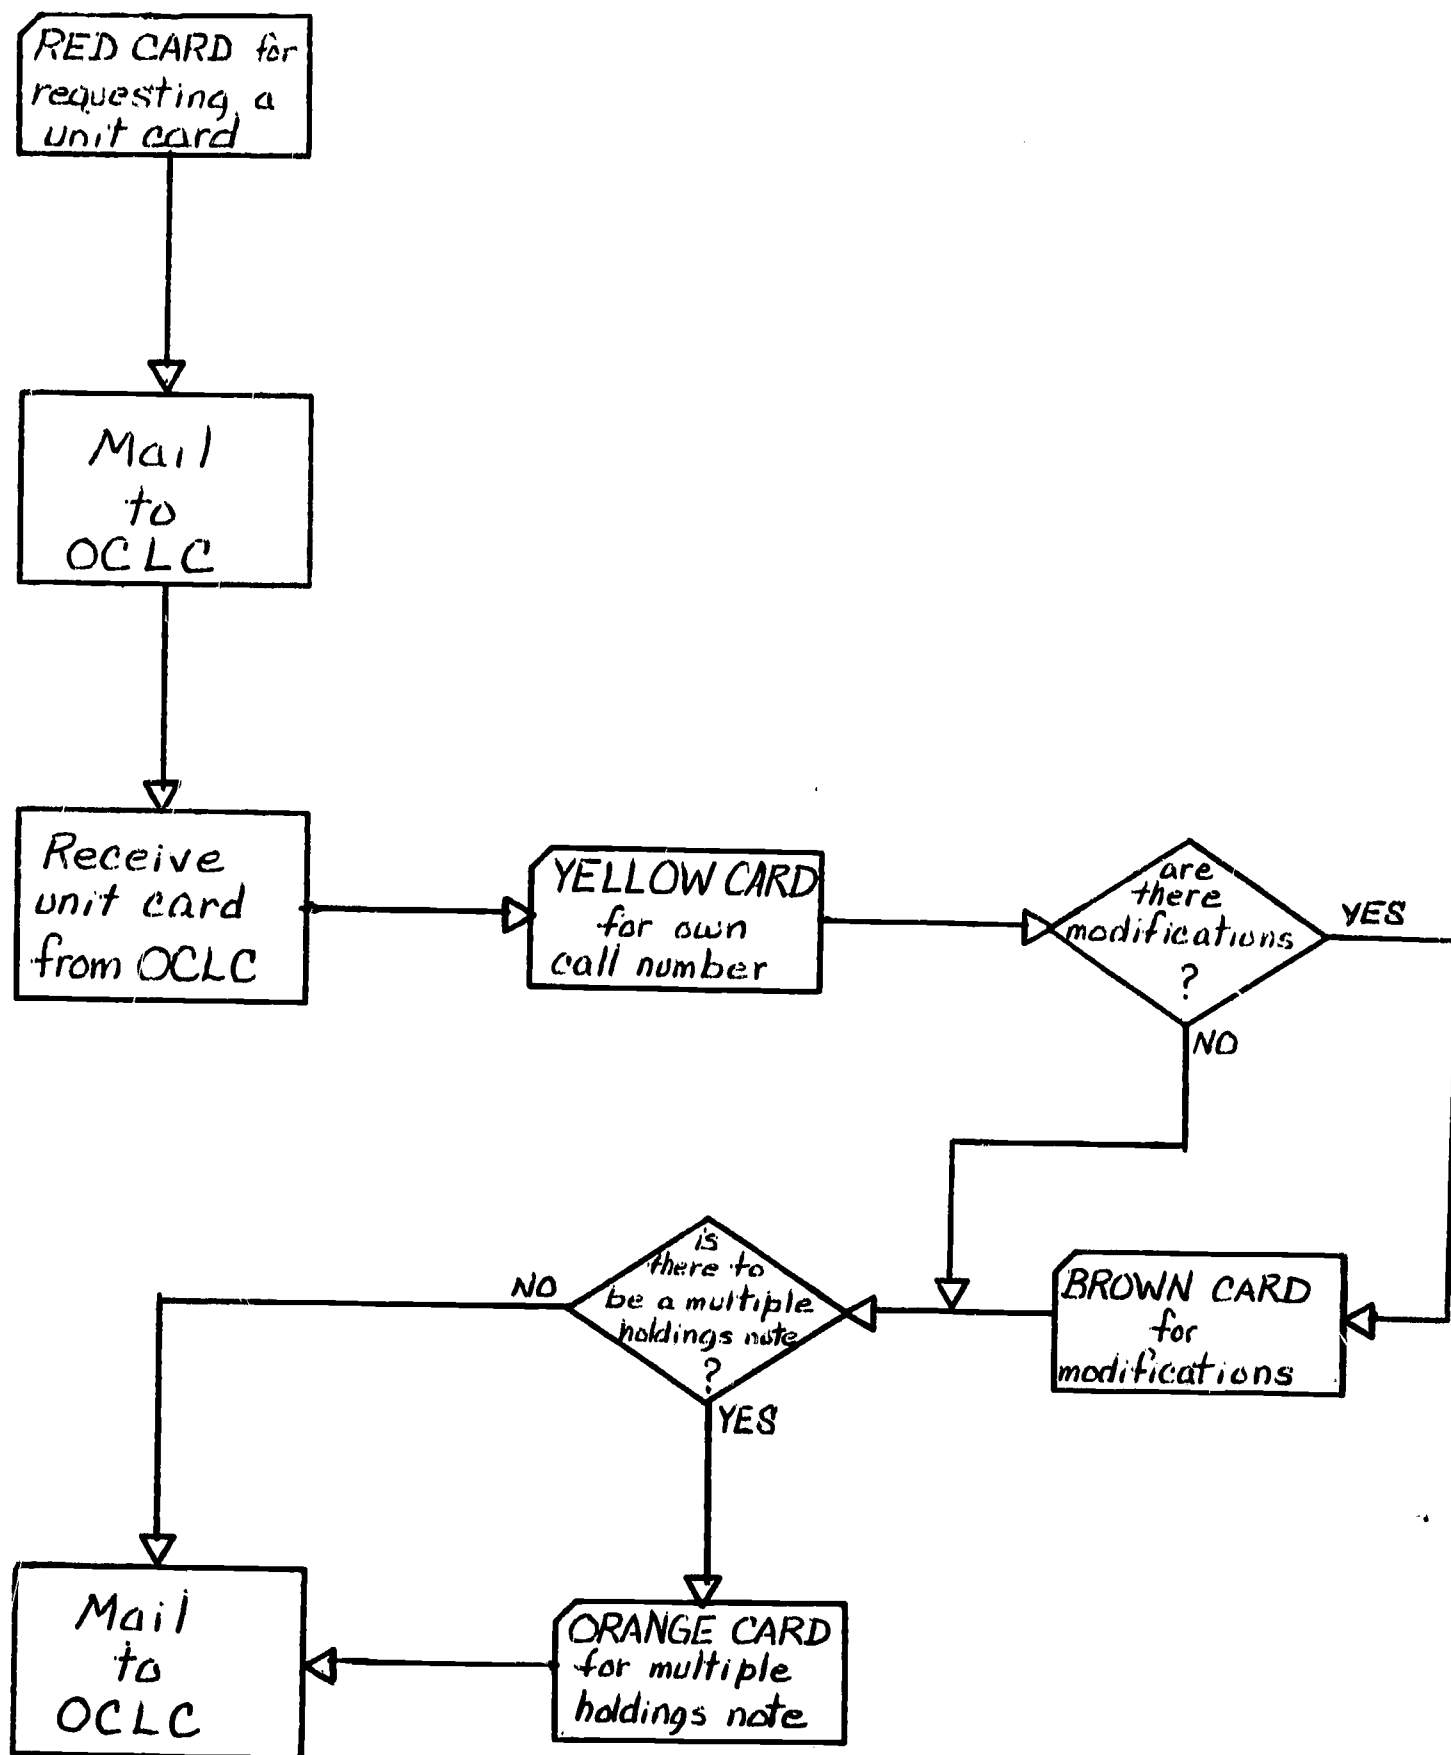 RED CARD for
requesting a
unit card
Mail
to
OCLC
Receive
unit card
from OCLC
YELLOW CARD
for own
call number
are
there
modifications
?
YES
NO
BROWN CARD
for
modifications
is
there to
be a multiple
holdings note
?
NO
YES
ORANGE CARD
for multiple
holdings note
Mail
to
OCLC